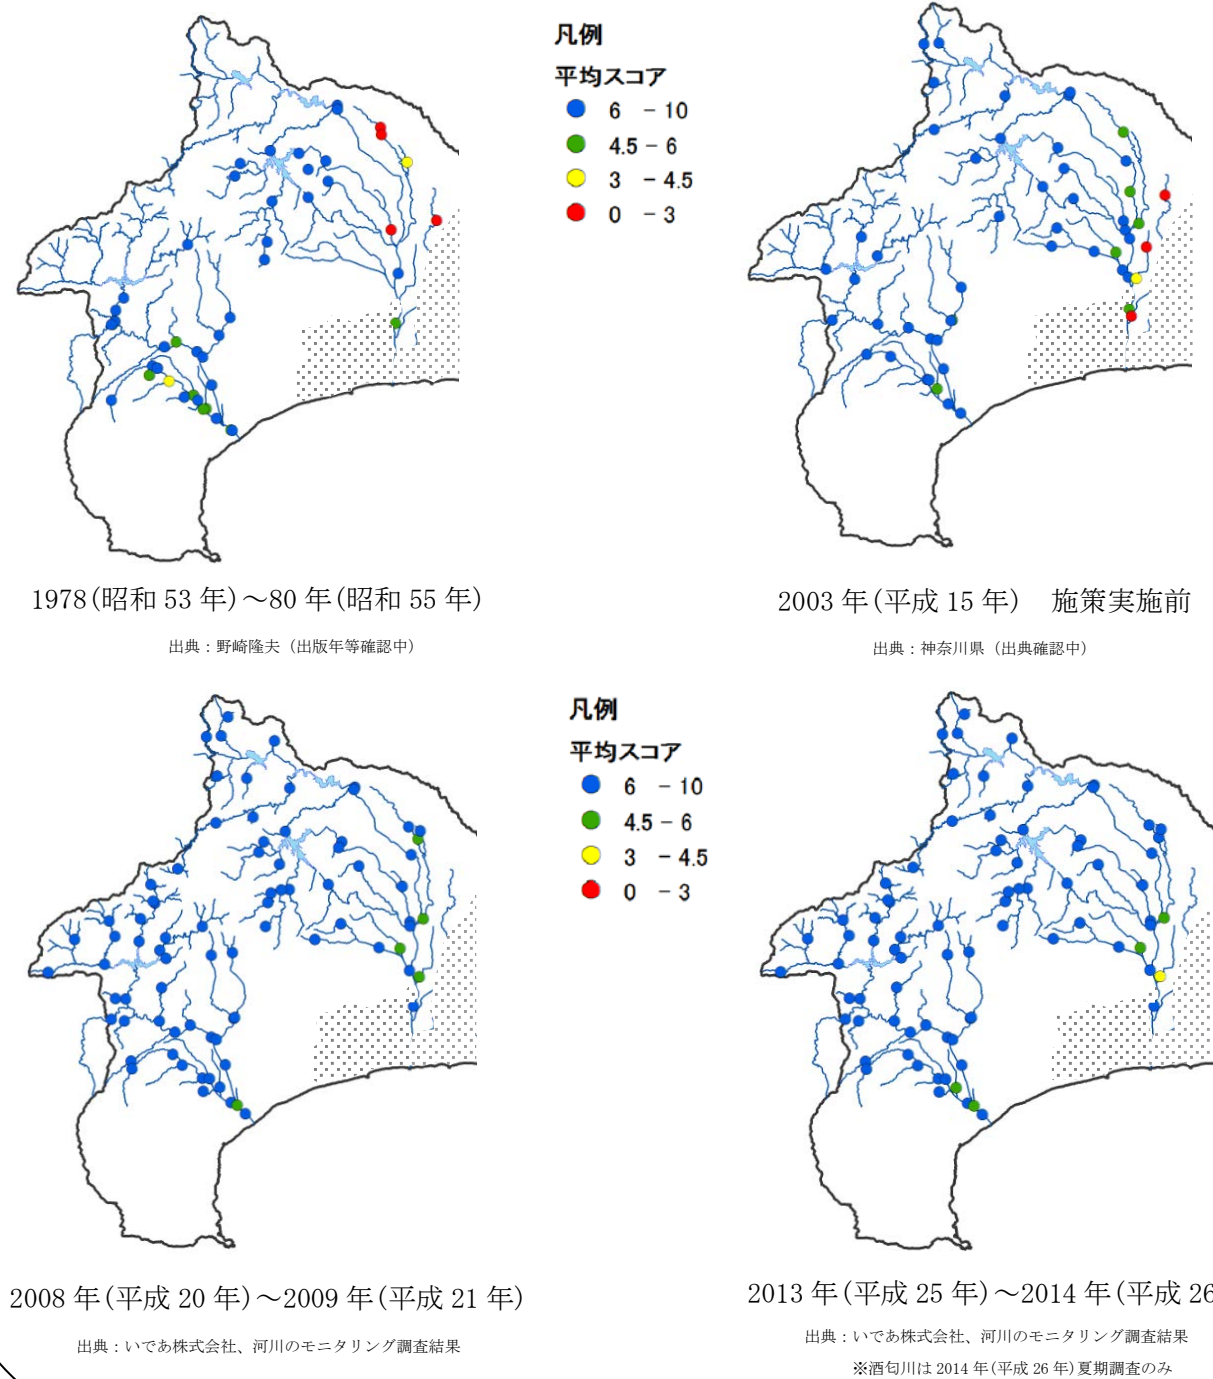 凡例
平均スコア
6 － 10
4.5 － 6
3 － 4.5
0 － 3
1978(昭和 53 年)～80 年(昭和 55 年)
出典：野崎隆夫（出版年等確認中）
2003 年(平成 15 年)　施策実施前
出典：神奈川県（出典確認中）
凡例
平均スコア
6 － 10
4.5 － 6
3 － 4.5
0 － 3
2008 年(平成 20 年)～2009 年(平成 21 年)
出典：いであ株式会社、河川のモニタリング調査結果
2013 年(平成 25 年)～2014 年(平成 26
出典：いであ株式会社、河川のモニタリング調査結果
※酒匂川は 2014 年(平成 26 年)夏期調査のみ